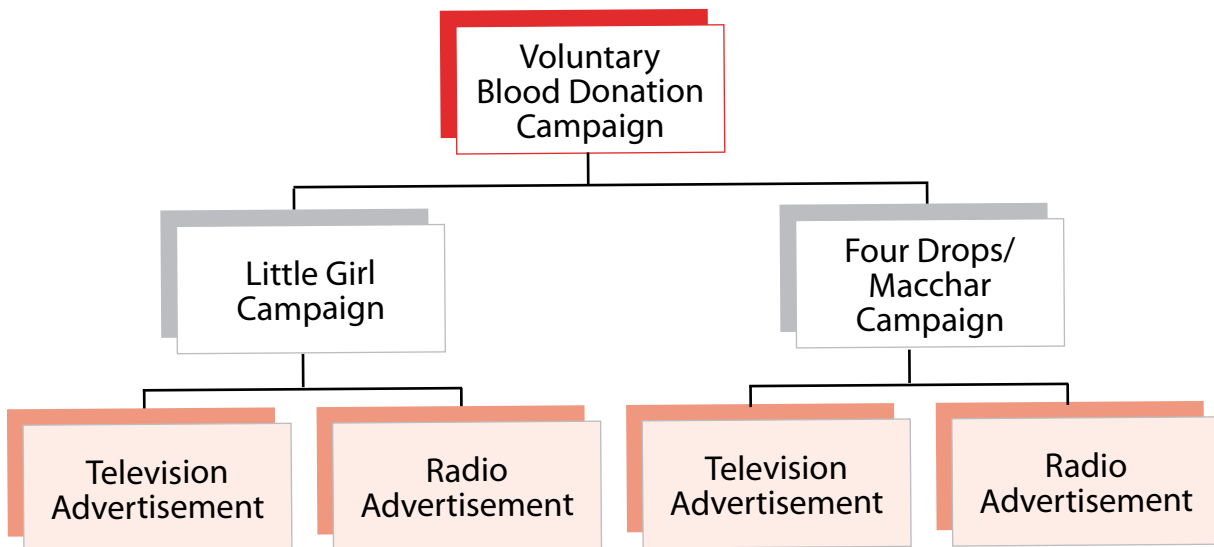 Voluntary
Blood Donation
Campaign
Little Girl
Campaign
Four Drops/
Macchar
Campaign
Television
Advertisement
Radio
Advertisement
Television
Advertisement
Radio
Advertisement